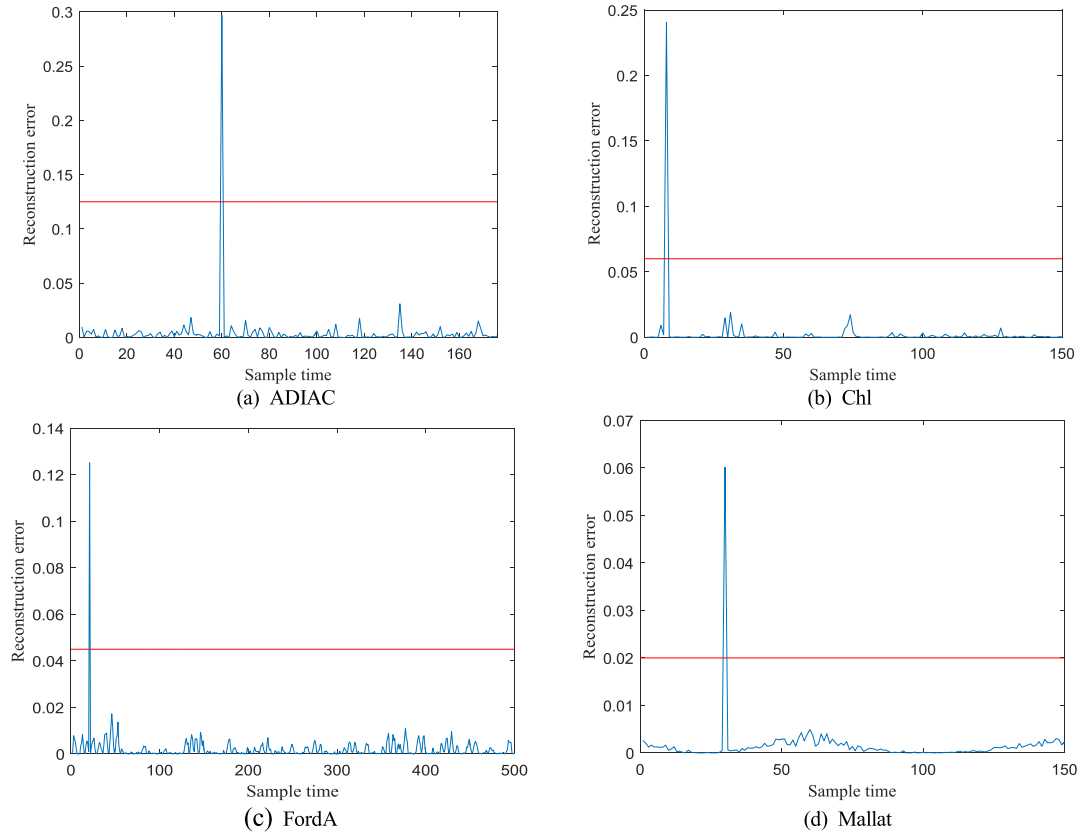 0.3
0.25
0.2
0.15
0.1
0.05
0
Reconstruction error
0 20 40 60 80 100 120 140 160
Sample time
(a) ADIAC
0.25
0.2
0.15
0.1
0.05
0
Reconstruction error
0 50 100 150
Sample time
(b) Chl
0.14
0.12
0.1
0.08
0.06
0.04
0.02
0
Reconstruction error
0 100 200 300 400 500
Sample time
(c) FordA
0.07
0.06
0.05
0.04
0.03
0.02
0.01
0
Reconstruction error
0 50 100 150
Sample time
(d) Mallat